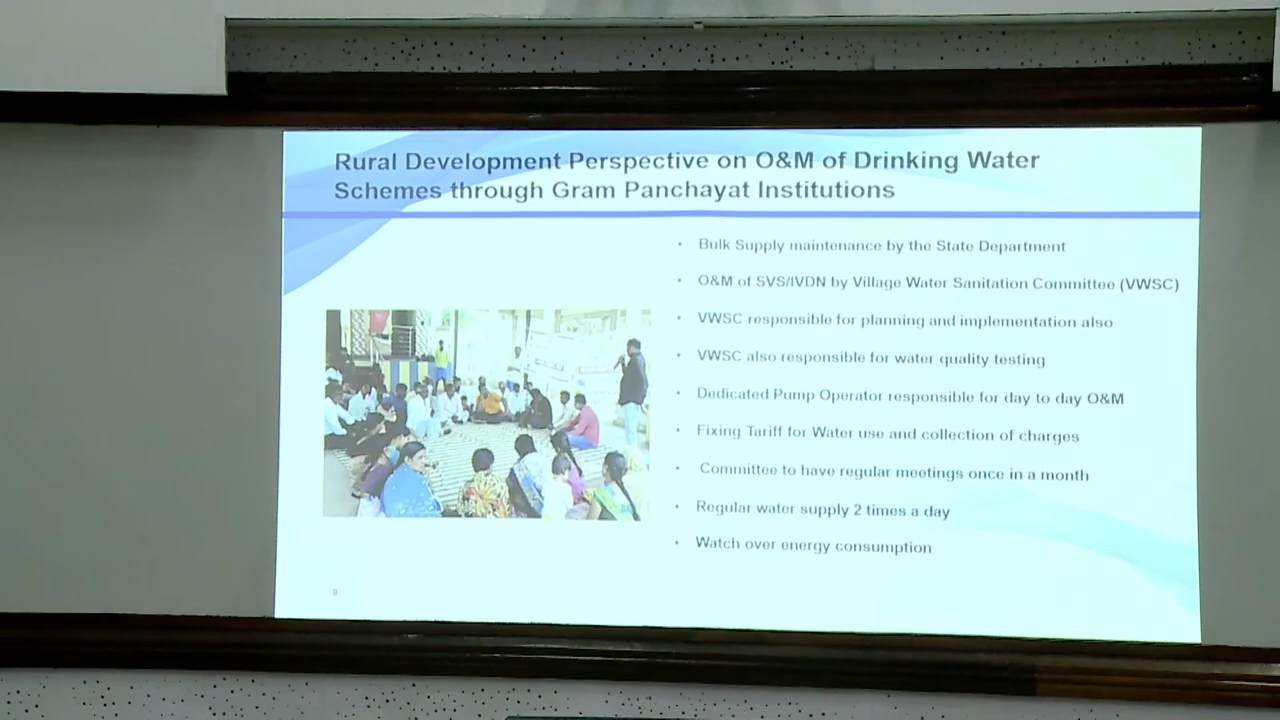 Rural Development Perspective on O&M of Drinking Water
Schemes through Gram Panchayat Institutions
• Bulk Supply maintenance by the State Department
• O&M of SVS/IVDN by Village Water Sanitation Committee (VWSC)
• VWSC responsible for planning and implementation also
• VWSC also responsible for water quality testing
• Dedicated Pump Operator responsible for day to day O&M
• Fixing Tariff for Water use and collection of charges
• Committee to have regular meetings once in a month
• Regular water supply 2 times a day
• Watch over energy consumption